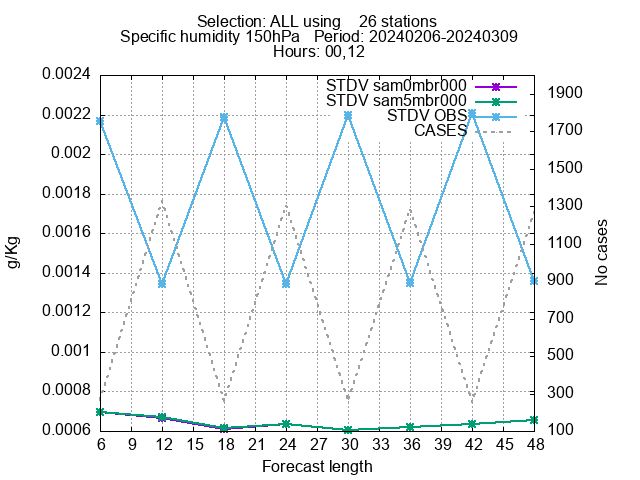 Selection: ALL using    26 stations
Specific humidity 150hPa   Period: 20240206-20240309
Hours: 00,12
STDV sam0mbr000
STDV sam5mbr000
STDV OBS
CASES
g/Kg
0.0024
0.0022
0.002
0.0018
0.0016
0.0014
0.0012
0.001
0.0008
0.0006
No cases
1900
1700
1500
1300
1100
900
700
500
300
100
6 9 12 15 18 21 24 27 30 33 36 39 42 45 48
Forecast length